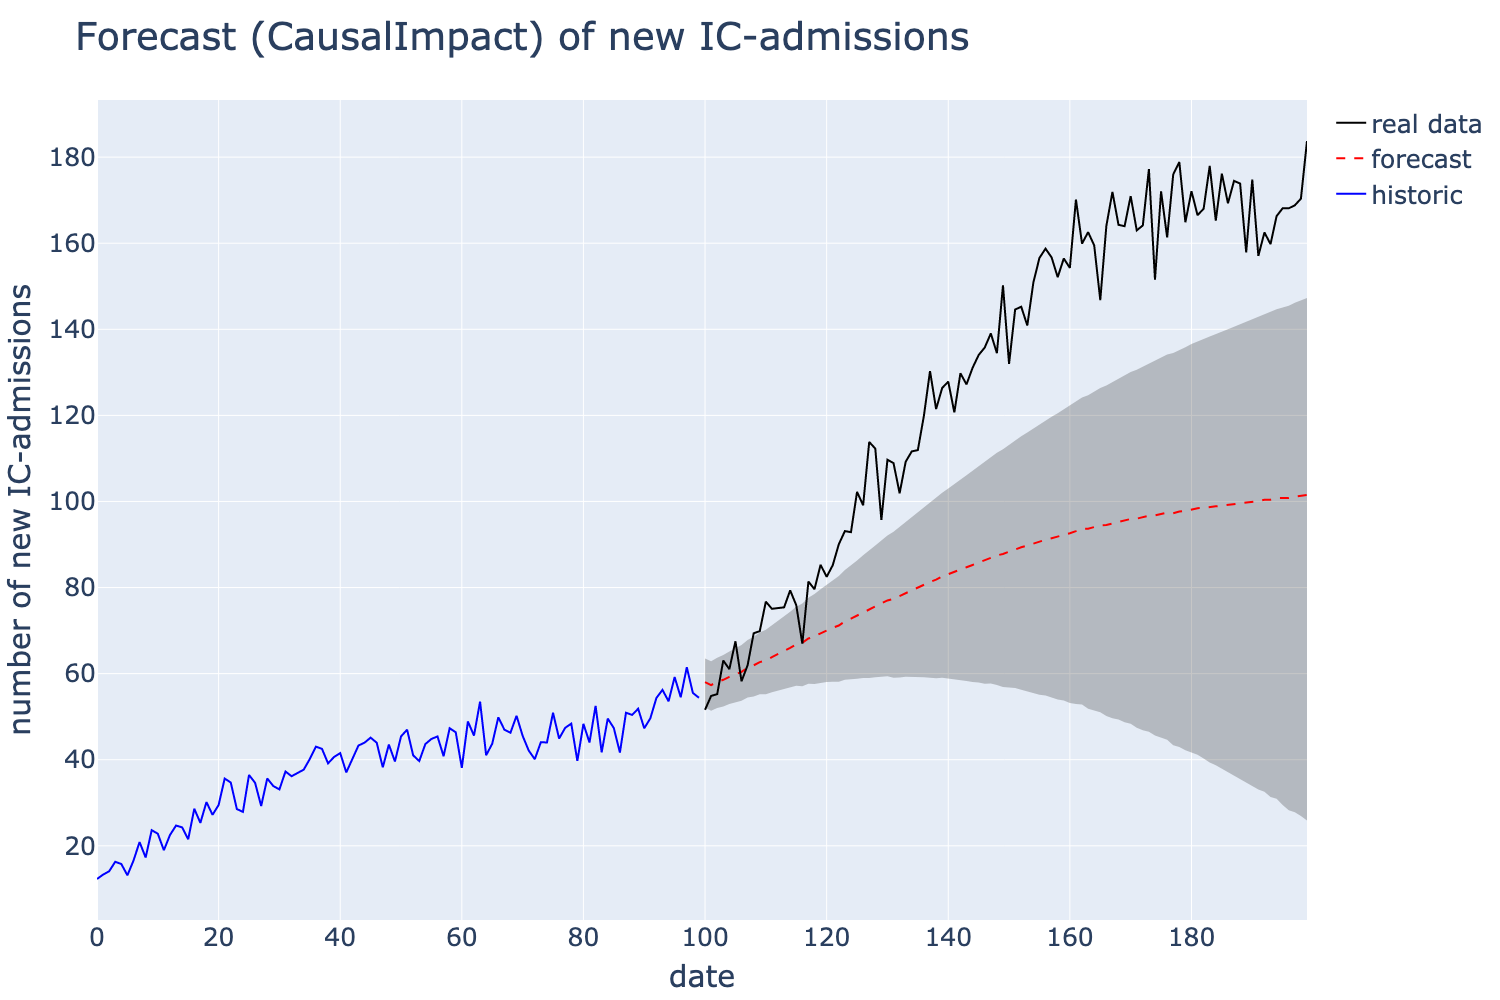 Forecast (CausalImpact) of new IC-admissions
real data
forecast
historic
number of new IC-admissions
180
160
140
120
100
80
60
40
20
0 20 40 60 80 100 120 140 160 180
date